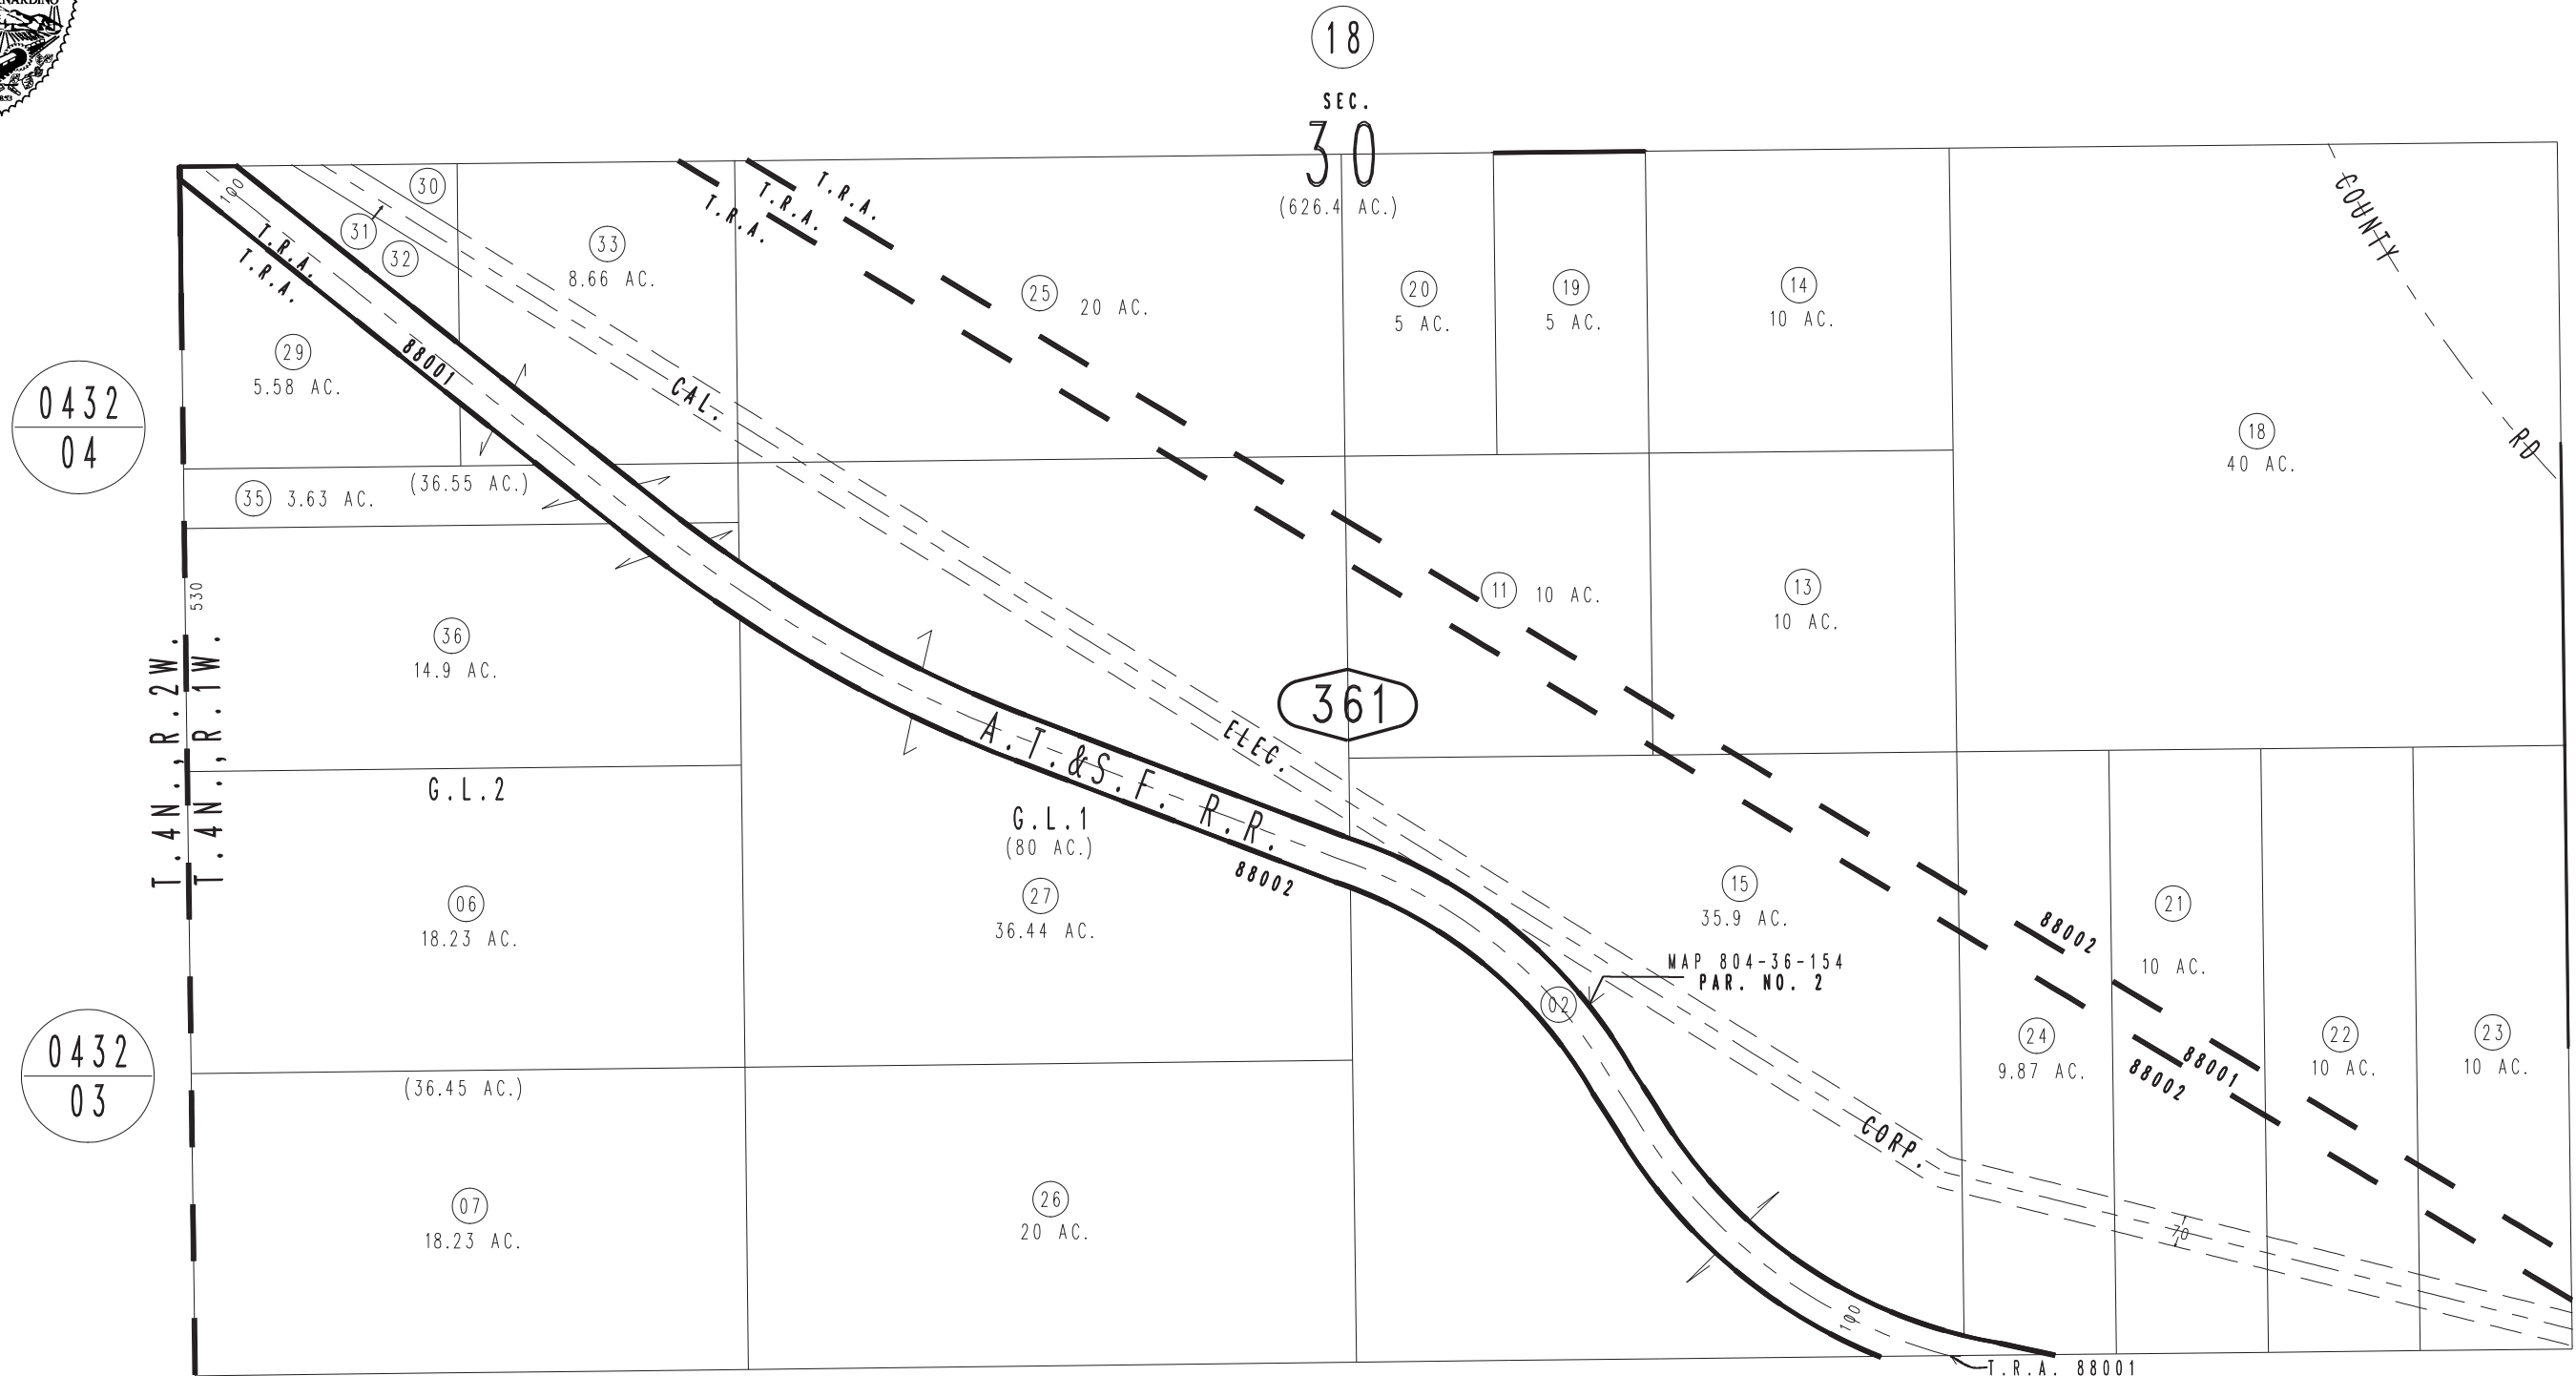 NARDINO
18
SEC.
30
(626.4 AC.)
100
T.R.A.
T.R.A.
30
31
32
33
8.66 AC.
T.R.A.
T.R.A.
T.R.A.
25 20 AC.
20
5 AC.
19
5 AC.
14
10 AC.
COUNTY
RD
18
40 AC.
29
5.58 AC.
88001
CAL.
0432
04
35 3.63 AC.
(36.55 AC.)
530
36
14.9 AC.
11 10 AC.
13
10 AC.
T.4N.,R.2W.
T.4N.,R.1W.
361
ELEC.
A.T.&S.F. R.R.
G.L.2
G.L.1
(80 AC.)
88002
06
18.23 AC.
27
36.44 AC.
15
35.9 AC.
MAP 804-36-154
PAR. NO. 2
02
88002
21
10 AC.
24
9.87 AC.
88001
88002
22
10 AC.
23
10 AC.
0432
03
(36.45 AC.)
CORP.
07
18.23 AC.
26
20 AC.
70
100
T.R.A. 88001